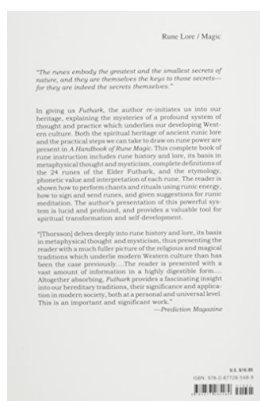 Rune Lore / Magic
"The runes embody the greatest and the smallest secrets of
nature, and they are themselves the keys to those secrets—
for they are indeed the secrets themselves."
In giving us Futhark, the author re-initiates us into our
heritage, explaining the mysteries of a profound system of
thought and practice which underlies our developing West-
ern culture. Both the spiritual heritage of ancient runic lore
and the practical steps we can take to draw on rune power are
present in A Handbook of Rune Magic. This complete book of
rune instruction includes rune history and lore, its basis in
metaphysical thought and mysticism, complete definitions of
the 24 runes of the Elder Futhark, and the etymology,
phonetic value and interpretation of each rune. The reader is
shown how to perform chants and rituals using runic energy,
how to sign and send runes, and given suggestions for runic
meditation. The author's presentation of this powerful sys-
tem is lucid and profound, and provides a valuable tool for
spiritual transformation and self-development.
"[Thorsson] delves deeply into rune history and lore, its basis
in metaphysical thought and mysticism, thus presenting the
reader with a much fuller picture of the religious and magical
traditions which underlie modern Western culture than has
been the case previously... The reader is presented with a
vast amount of information in a highly digestible form...
Altogether absorbing, Futhark provides a fascinating insight
into our hereditary traditions, their significance and applica-
tion in modern society, both at a personal and universal level.
This is an important and significant work."
—Prediction Magazine
ISBN: 978-0-87728-548-9